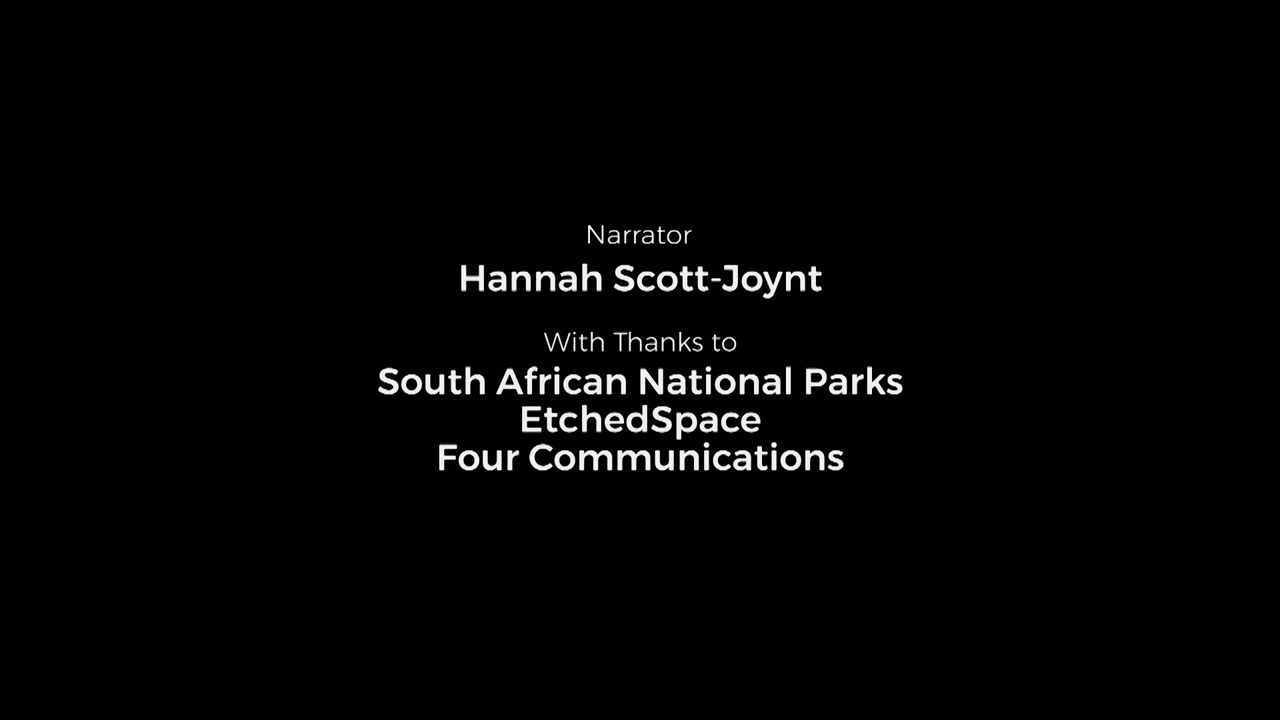 Narrator
Hannah Scott-Joynt
With Thanks to
South African National Parks
EtchedSpace
Four Communications